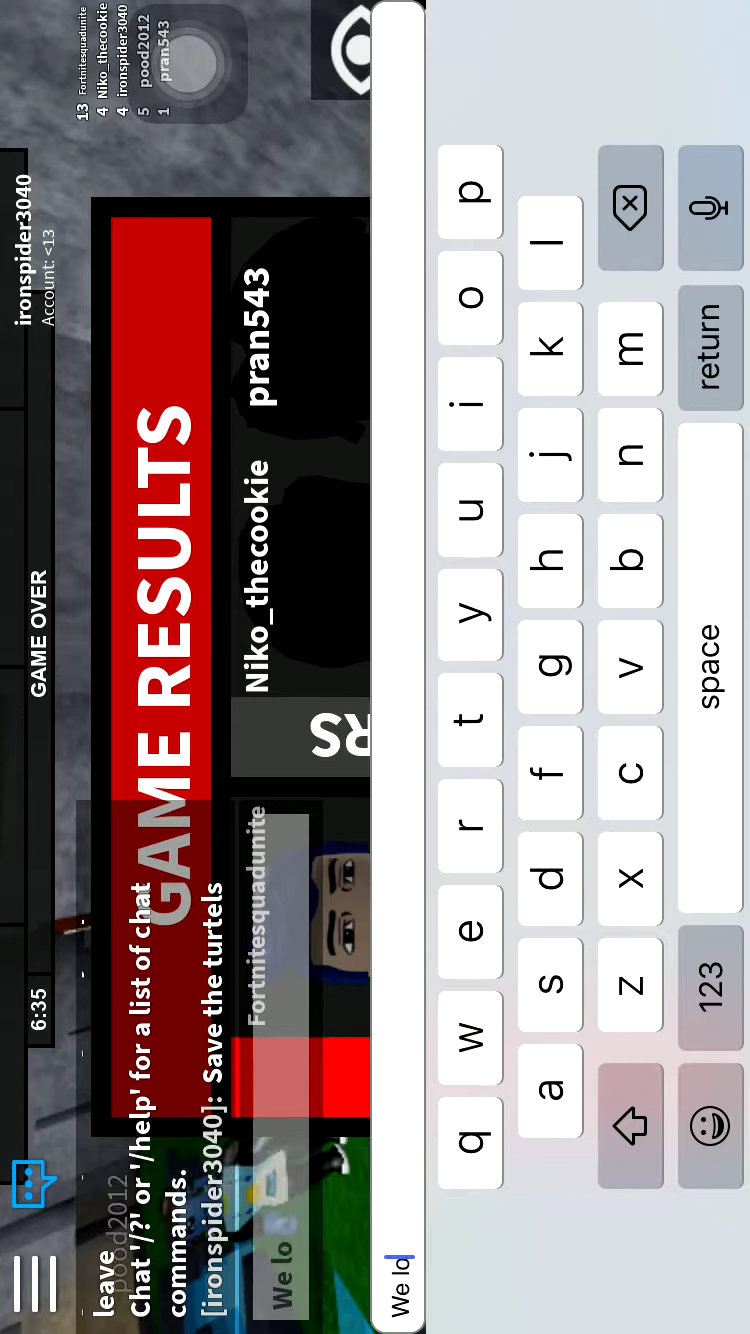 6:35
GAME OVER
ironspider3040
Account: <13
13 Fortnitesquadunite
4 Niko_thecookie
4 ironspider3040
5 pood2012
1 pran543
leave
pood2012
Chat '/?' or '/help' for a list of chat
commands.
[ironspider3040]: Save the turtels
We lo
GAME RESULTS
Fortnitesquadunite
RS
Niko_thecookie
pran543
We lo
q w e r t y u i o p
a s d f g h j k l
z x c v b n m
123 space return